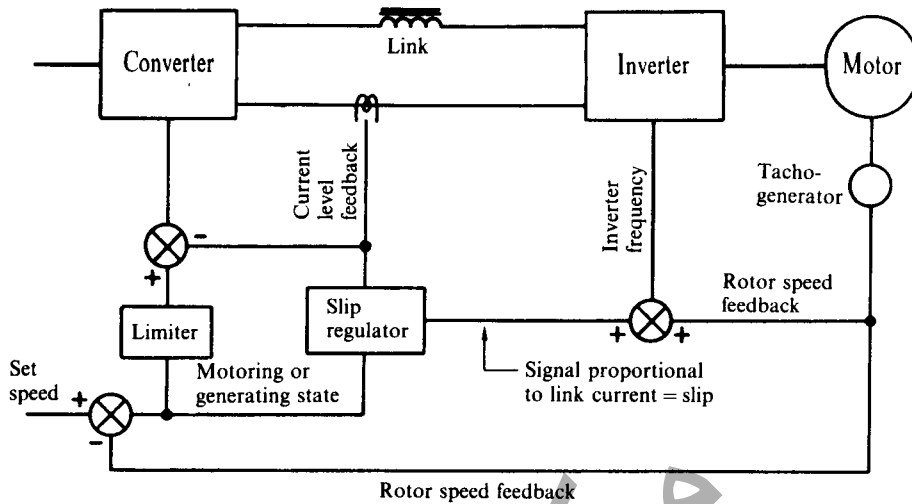 Link
Converter
Inverter
Motor
Current
level
feedback
Inverter
frequency
Tacho-
generator
-
+
Limiter
Slip
regulator
Rotor speed
feedback
+
+
Set
speed
Motoring or
generating state
Signal proportional
to link current = slip
+
-
Rotor speed feedback